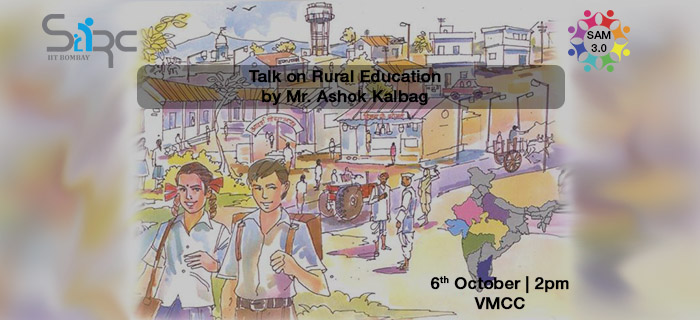 SARC
IIT BOMBAY
SAM
3.0
Talk on Rural Education
by Mr. Ashok Kalbag
6th October | 2pm
VMCC